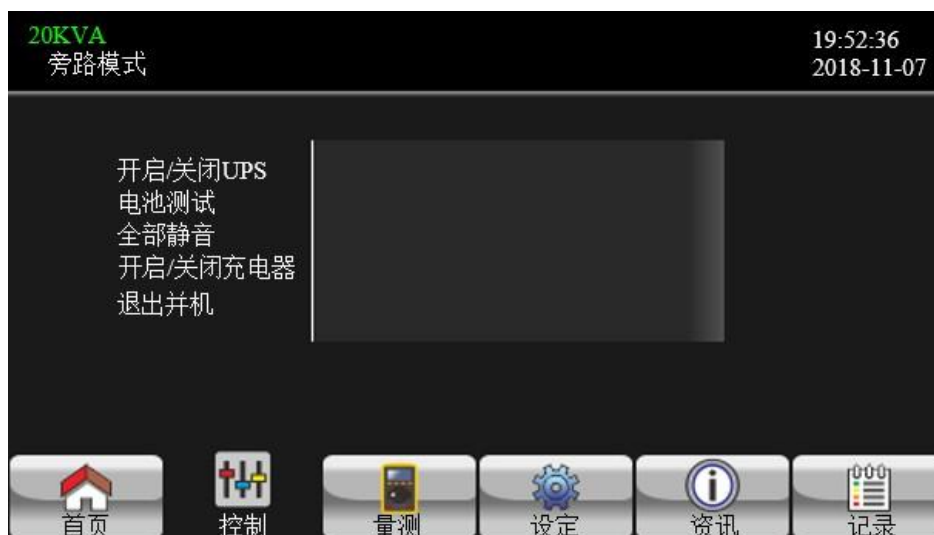 20KVA
旁路模式
19:52:36
2018-11-07
开启/关闭UPS
电池测试
全部静音
开启/关闭充电器
退出并机
首页
控制
量测
设定
资讯
记录